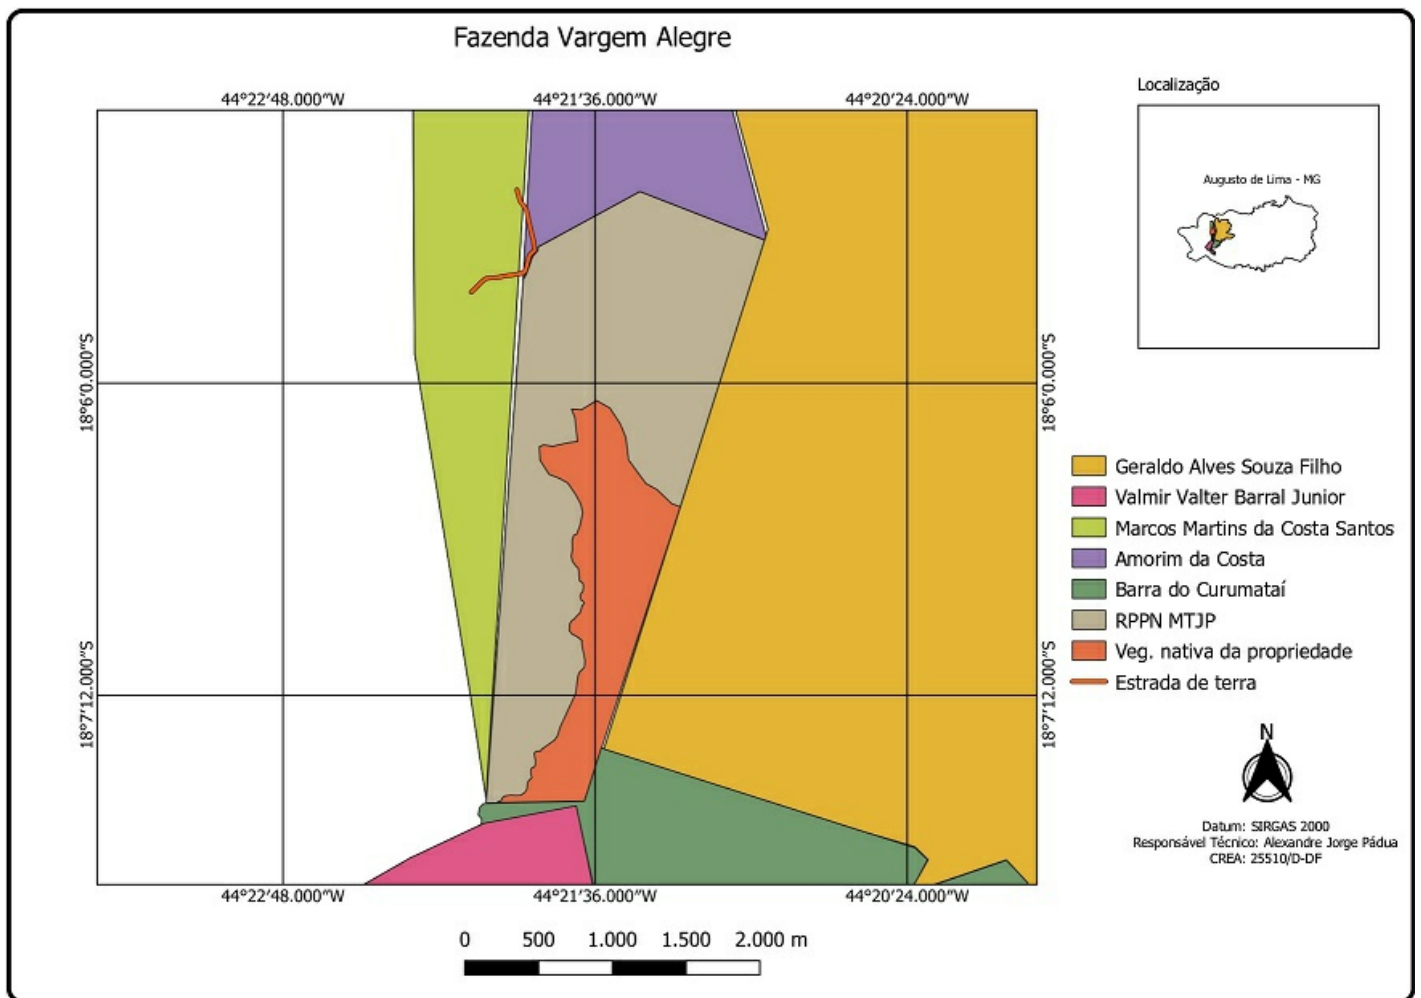 Fazenda Vargem Alegre
44°22'48.000"W
44°21'36.000"W
44°20'24.000"W
Localização
Augusto de Lima - MG
18°6'0.000"S
18°6'0.000"S
18°7'12.000"S
18°7'12.000"S
Geraldo Alves Souza Filho
Valmir Valter Barral Junior
Marcos Martins da Costa Santos
Amorim da Costa
Barra do Curumataí
RPPN MTJP
Veg. nativa da propriedade
Estrada de terra
N
Datum: SIRGAS 2000
Responsável Técnico: Alexandre Jorge Pádua
CREA: 25510/D-DF
44°22'48.000"W
44°21'36.000"W
44°20'24.000"W
0 500 1.000 1.500 2.000 m